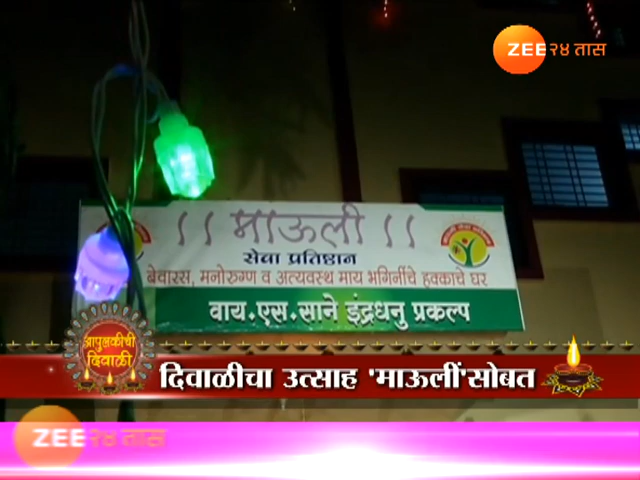 ZEE २४ तास
।। माऊली ।।
सेवा प्रतिष्ठान
बेवारस, मनोरुग्ण व अत्यवस्थ माय भगिनींचे हक्काचे घर
वाय.एस.साने इंद्रधनु प्रकल्प
आपुलकीची
दिवाळी
दिवाळीचा उत्साह 'माऊलीं'सोबत
ZEE २४ तास